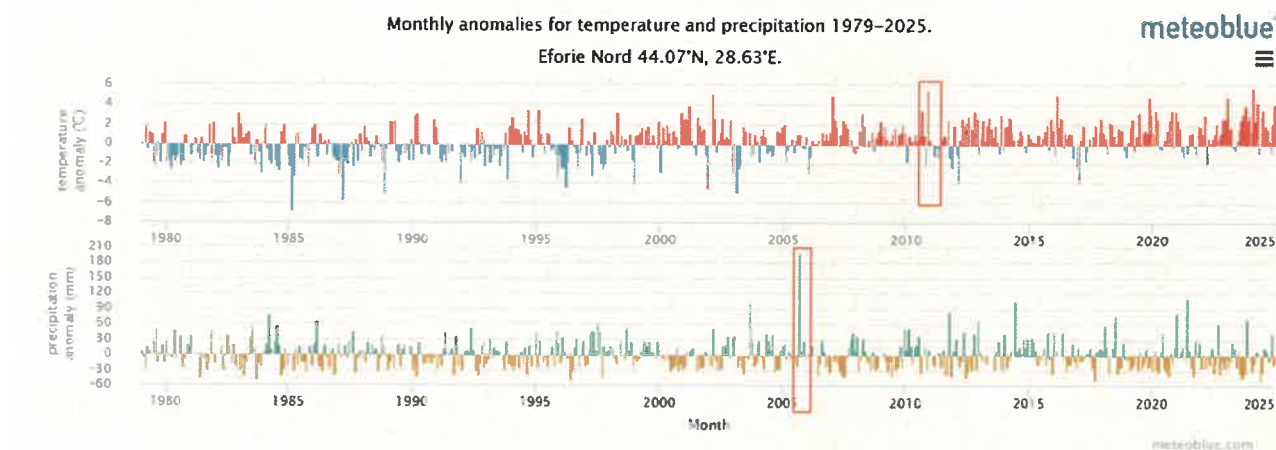 Monthly anomalies for temperature and precipitation 1979–2025.
meteoblue
Eforie Nord 44.07°N, 28.63°E.
temperature
anomaly (°C)
6
4
2
0
-2
-4
-6
-8
1980 1985 1990 1995 2000 2005 2010 2015 2020 2025
precipitation
anomaly (mm)
210
180
150
120
90
60
30
0
-30
-60
1980 1985 1990 1995 2000 2005 2010 2015 2020 2025
Month
meteoblue.com